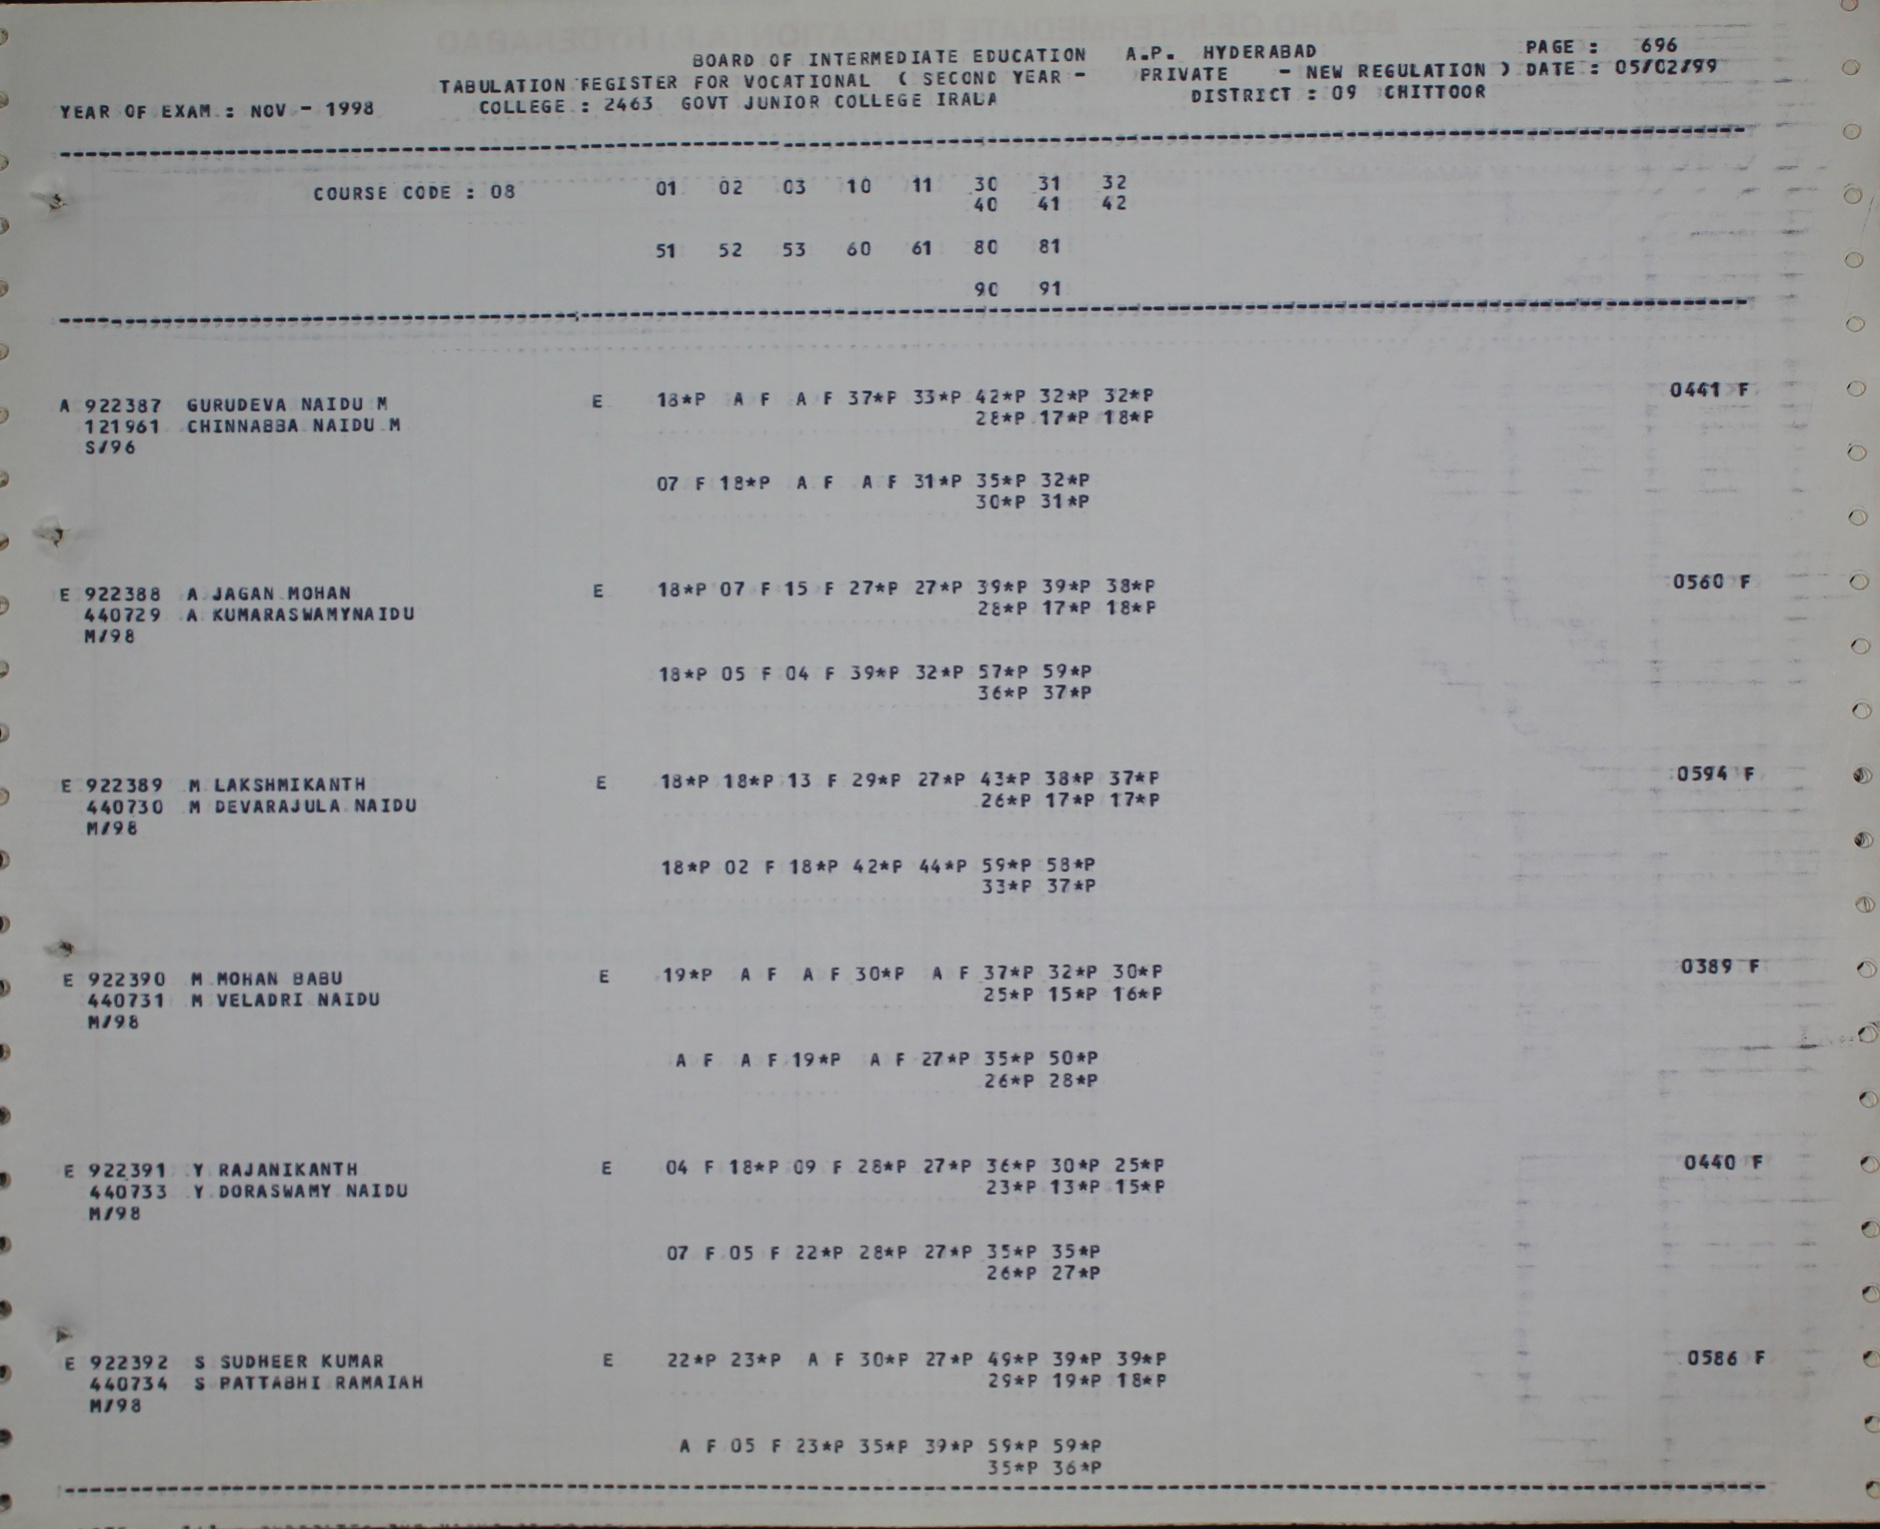 BOARD OF INTERMEDIATE EDUCATION A.P. HYDERABAD PAGE : 696
TABULATION REGISTER FOR VOCATIONAL ( SECOND YEAR - PRIVATE - NEW REGULATION ) DATE : 05/02/99
YEAR OF EXAM : NOV - 1998 COLLEGE : 2463 GOVT JUNIOR COLLEGE IRALA DISTRICT : 09 CHITTOOR
COURSE CODE : 08 01 02 03 10 11 30 31 32
40 41 42
51 52 53 60 61 80 81
90 91
A 922387 GURUDEVA NAIDU M E 18*P A F A F 37*P 33*P 42*P 32*P 32*P 0441 F
121961 CHINNABBA NAIDU M 28*P 17*P 18*P
S/96
07 F 18*P A F A F 31*P 35*P 32*P
30*P 31*P
E 922388 A JAGAN MOHAN E 18*P 07 F 15 F 27*P 27*P 39*P 39*P 38*P 0560 F
440729 A KUMARASWAMYNAIDU 28*P 17*P 18*P
M/98
18*P 05 F 04 F 39*P 32*P 57*P 59*P
36*P 37*P
E 922389 M LAKSHMIKANTH E 18*P 18*P 13 F 29*P 27*P 43*P 38*P 37*P 0594 F
440730 M DEVARAJULA NAIDU 26*P 17*P 17*P
M/98
18*P 02 F 18*P 42*P 44*P 59*P 58*P
33*P 37*P
E 922390 M MOHAN BABU E 19*P A F A F 30*P A F 37*P 32*P 30*P 0389 F
440731 M VELADRI NAIDU 25*P 15*P 16*P
M/98
A F A F 19*P A F 27*P 35*P 50*P
26*P 28*P
E 922391 Y RAJANIKANTH E 04 F 18*P 09 F 28*P 27*P 36*P 30*P 25*P 0440 F
440733 Y DORASWAMY NAIDU 23*P 13*P 15*P
M/98
07 F 05 F 22*P 28*P 27*P 35*P 35*P
26*P 27*P
E 922392 S SUDHEER KUMAR E 22*P 23*P A F 30*P 27*P 49*P 39*P 39*P 0586 F
440734 S PATTABHI RAMAIAH 29*P 19*P 18*P
M/98
A F 05 F 23*P 35*P 39*P 59*P 59*P
35*P 36*P